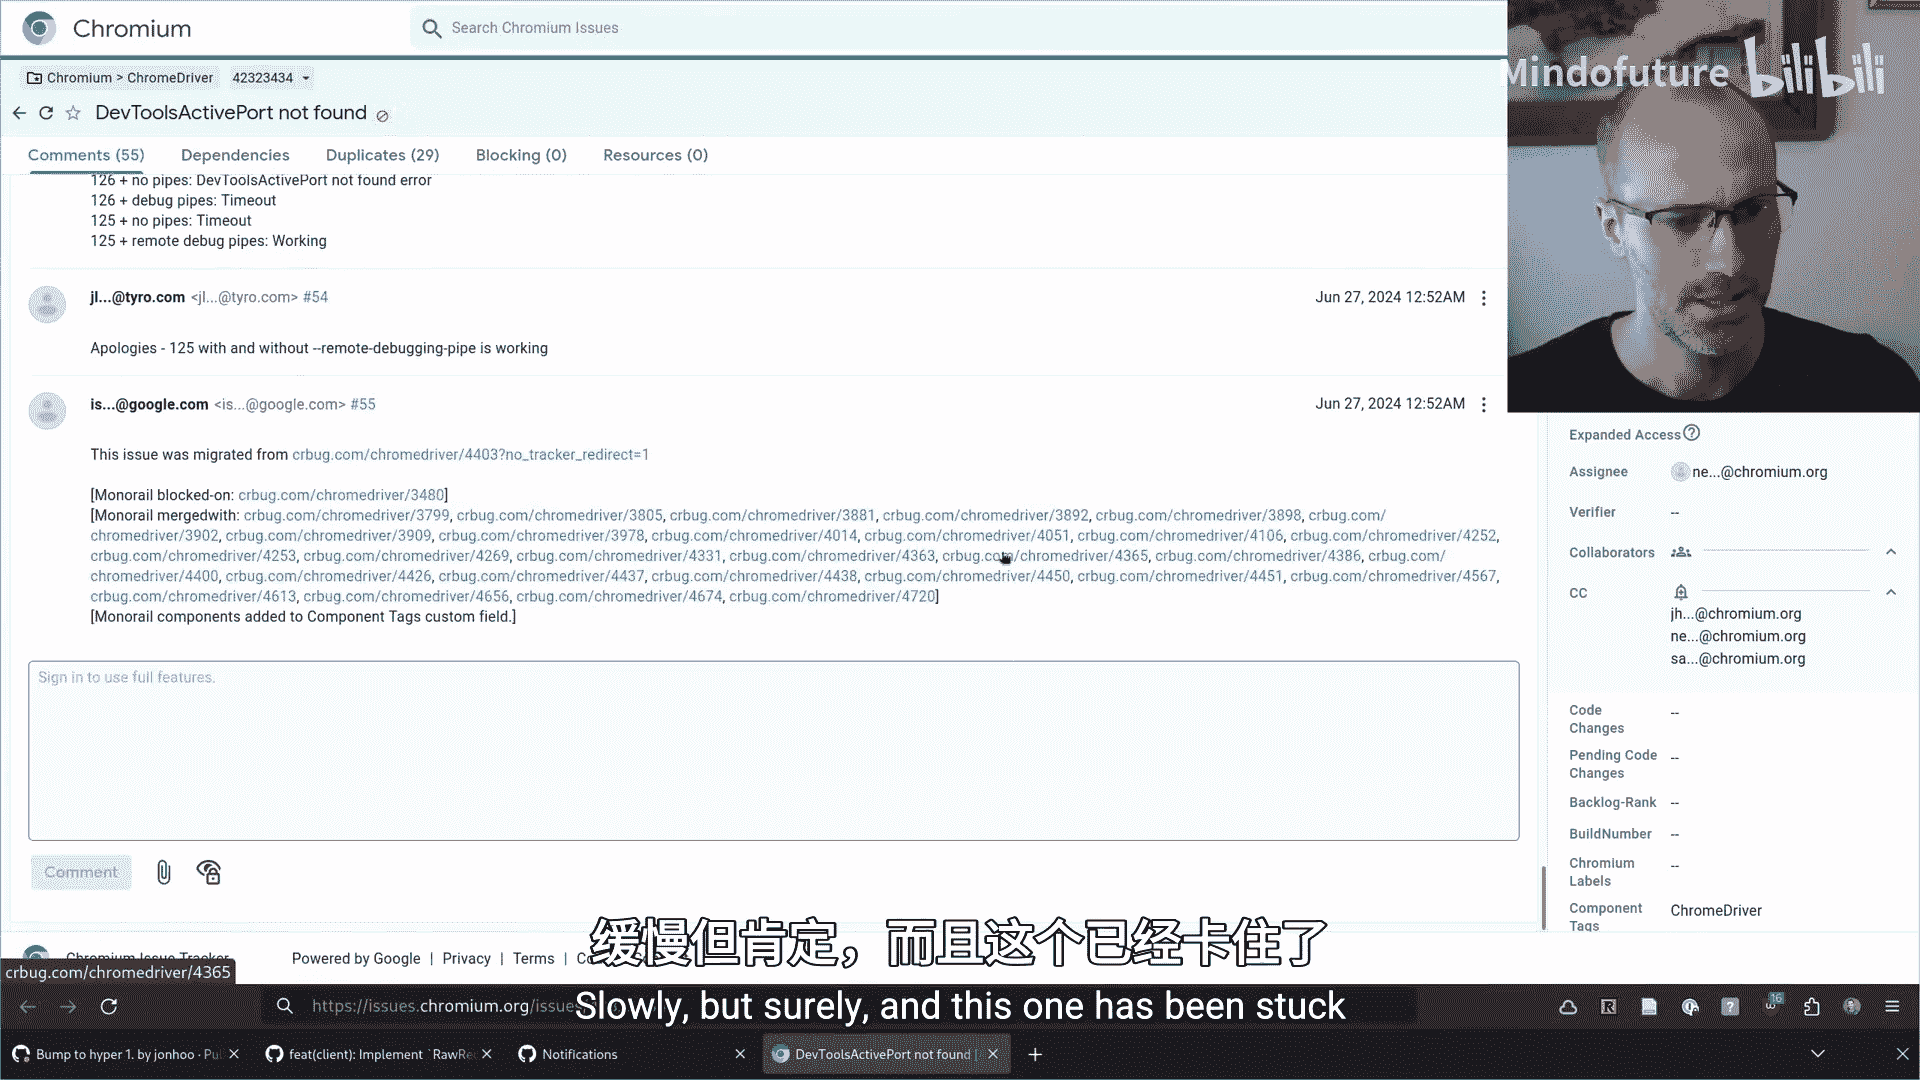 Chromium
Search Chromium Issues
Mindofuture bilibili
Chromium > ChromeDriver
42323434
DevToolsActivePort not found
Comments (55)
Dependencies
Duplicates (29)
Blocking (0)
Resources (0)
126 + no pipes: DevToolsActivePort not found error
126 + debug pipes: Timeout
125 + no pipes: Timeout
125 + remote debug pipes: Working
jl...@tyro.com <jl...@tyro.com> #54
Jun 27, 2024 12:52AM
Apologies - 125 with and without --remote-debugging-pipe is working
is...@google.com <is...@google.com> #55
Jun 27, 2024 12:52AM
This issue was migrated from crbug.com/chromedriver/4403?no_tracker_redirect=1
[Monorail blocked-on: crbug.com/chromedriver/3480]
[Monorail mergedwith: crbug.com/chromedriver/3799, crbug.com/chromedriver/3805, crbug.com/chromedriver/3881, crbug.com/chromedriver/3892, crbug.com/chromedriver/3898, crbug.com/
chromedriver/3902, crbug.com/chromedriver/3909, crbug.com/chromedriver/3978, crbug.com/chromedriver/4014, crbug.com/chromedriver/4051, crbug.com/chromedriver/4106, crbug.com/chromedriver/4252,
crbug.com/chromedriver/4253, crbug.com/chromedriver/4269, crbug.com/chromedriver/4331, crbug.com/chromedriver/4363, crbug.com/chromedriver/4365, crbug.com/chromedriver/4386, crbug.com/
chromedriver/4400, crbug.com/chromedriver/4426, crbug.com/chromedriver/4437, crbug.com/chromedriver/4438, crbug.com/chromedriver/4450, crbug.com/chromedriver/4451, crbug.com/chromedriver/4567,
crbug.com/chromedriver/4613, crbug.com/chromedriver/4656, crbug.com/chromedriver/4674, crbug.com/chromedriver/4720]
[Monorail components added to Component Tags custom field.]
Sign in to use full features.
Comment
Expanded Access
Assignee
ne...@chromium.org
Verifier
--
Collaborators
CC
jh...@chromium.org
ne...@chromium.org
sa...@chromium.org
Code
Changes
--
Pending Code
Changes
--
Backlog-Rank
--
BuildNumber
--
Chromium
Labels
--
Component
Tags
ChromeDriver
缓慢但肯定，而且这个已经卡住了
Powered by Google | Privacy | Terms |
crbug.com/chromedriver/4365
https://issues.chromium.org/issues
Slowly, but surely, and this one has been stuck
16
Bump to hyper 1. by jonhoo · Pu
feat(client): Implement `RawRe
Notifications
DevToolsActivePort not found